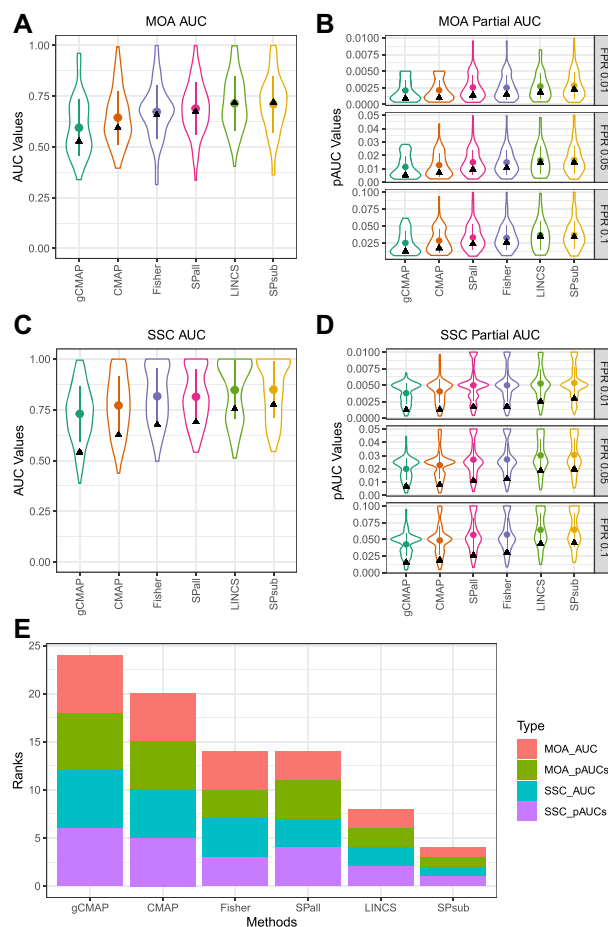 A
MOA AUC
AUC Values
1.00
0.75
0.50
0.25
0.00
gCMAP
CMAP
Fisher
SPall
LINCS
SPsub
B
MOA Partial AUC
pAUC Values
0.0100
0.0075
0.0050
0.0025
0.0000
FPR 0.01
0.05
0.04
0.03
0.02
0.01
0.00
FPR 0.05
0.100
0.075
0.050
0.025
FPR 0.1
gCMAP
CMAP
SPall
Fisher
LINCS
SPsub
C
SSC AUC
AUC Values
1.00
0.75
0.50
0.25
0.00
gCMAP
CMAP
Fisher
SPall
LINCS
SPsub
D
SSC Partial AUC
pAUC Values
0.0100
0.0075
0.0050
0.0025
0.0000
FPR 0.01
0.05
0.04
0.03
0.02
0.01
0.00
FPR 0.05
0.100
0.075
0.050
0.025
0.000
FPR 0.1
gCMAP
CMAP
SPall
Fisher
LINCS
SPsub
E
Ranks
25
20
15
10
5
0
gCMAP
CMAP
Fisher
SPall
LINCS
SPsub
Methods
Type
MOA_AUC
MOA_pAUCs
SSC_AUC
SSC_pAUCs